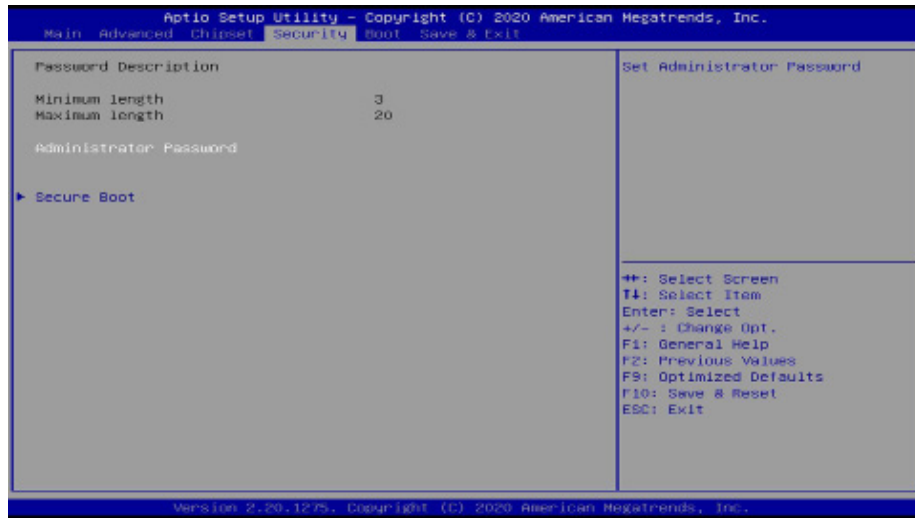 Aptio Setup Utility – Copyright (C) 2020 American Megatrends, Inc.
Main Advanced Chipset Security Boot Save & Exit
Password Description
Minimum length 3
Maximum length 20
Administrator Password
► Secure Boot
Set Administrator Password
→←: Select Screen
↑↓: Select Item
Enter: Select
+/- : Change Opt.
F1: General Help
F2: Previous Values
F9: Optimized Defaults
F10: Save & Reset
ESC: Exit
Version 2.20.1275. Copyright (C) 2020 American Megatrends, Inc.